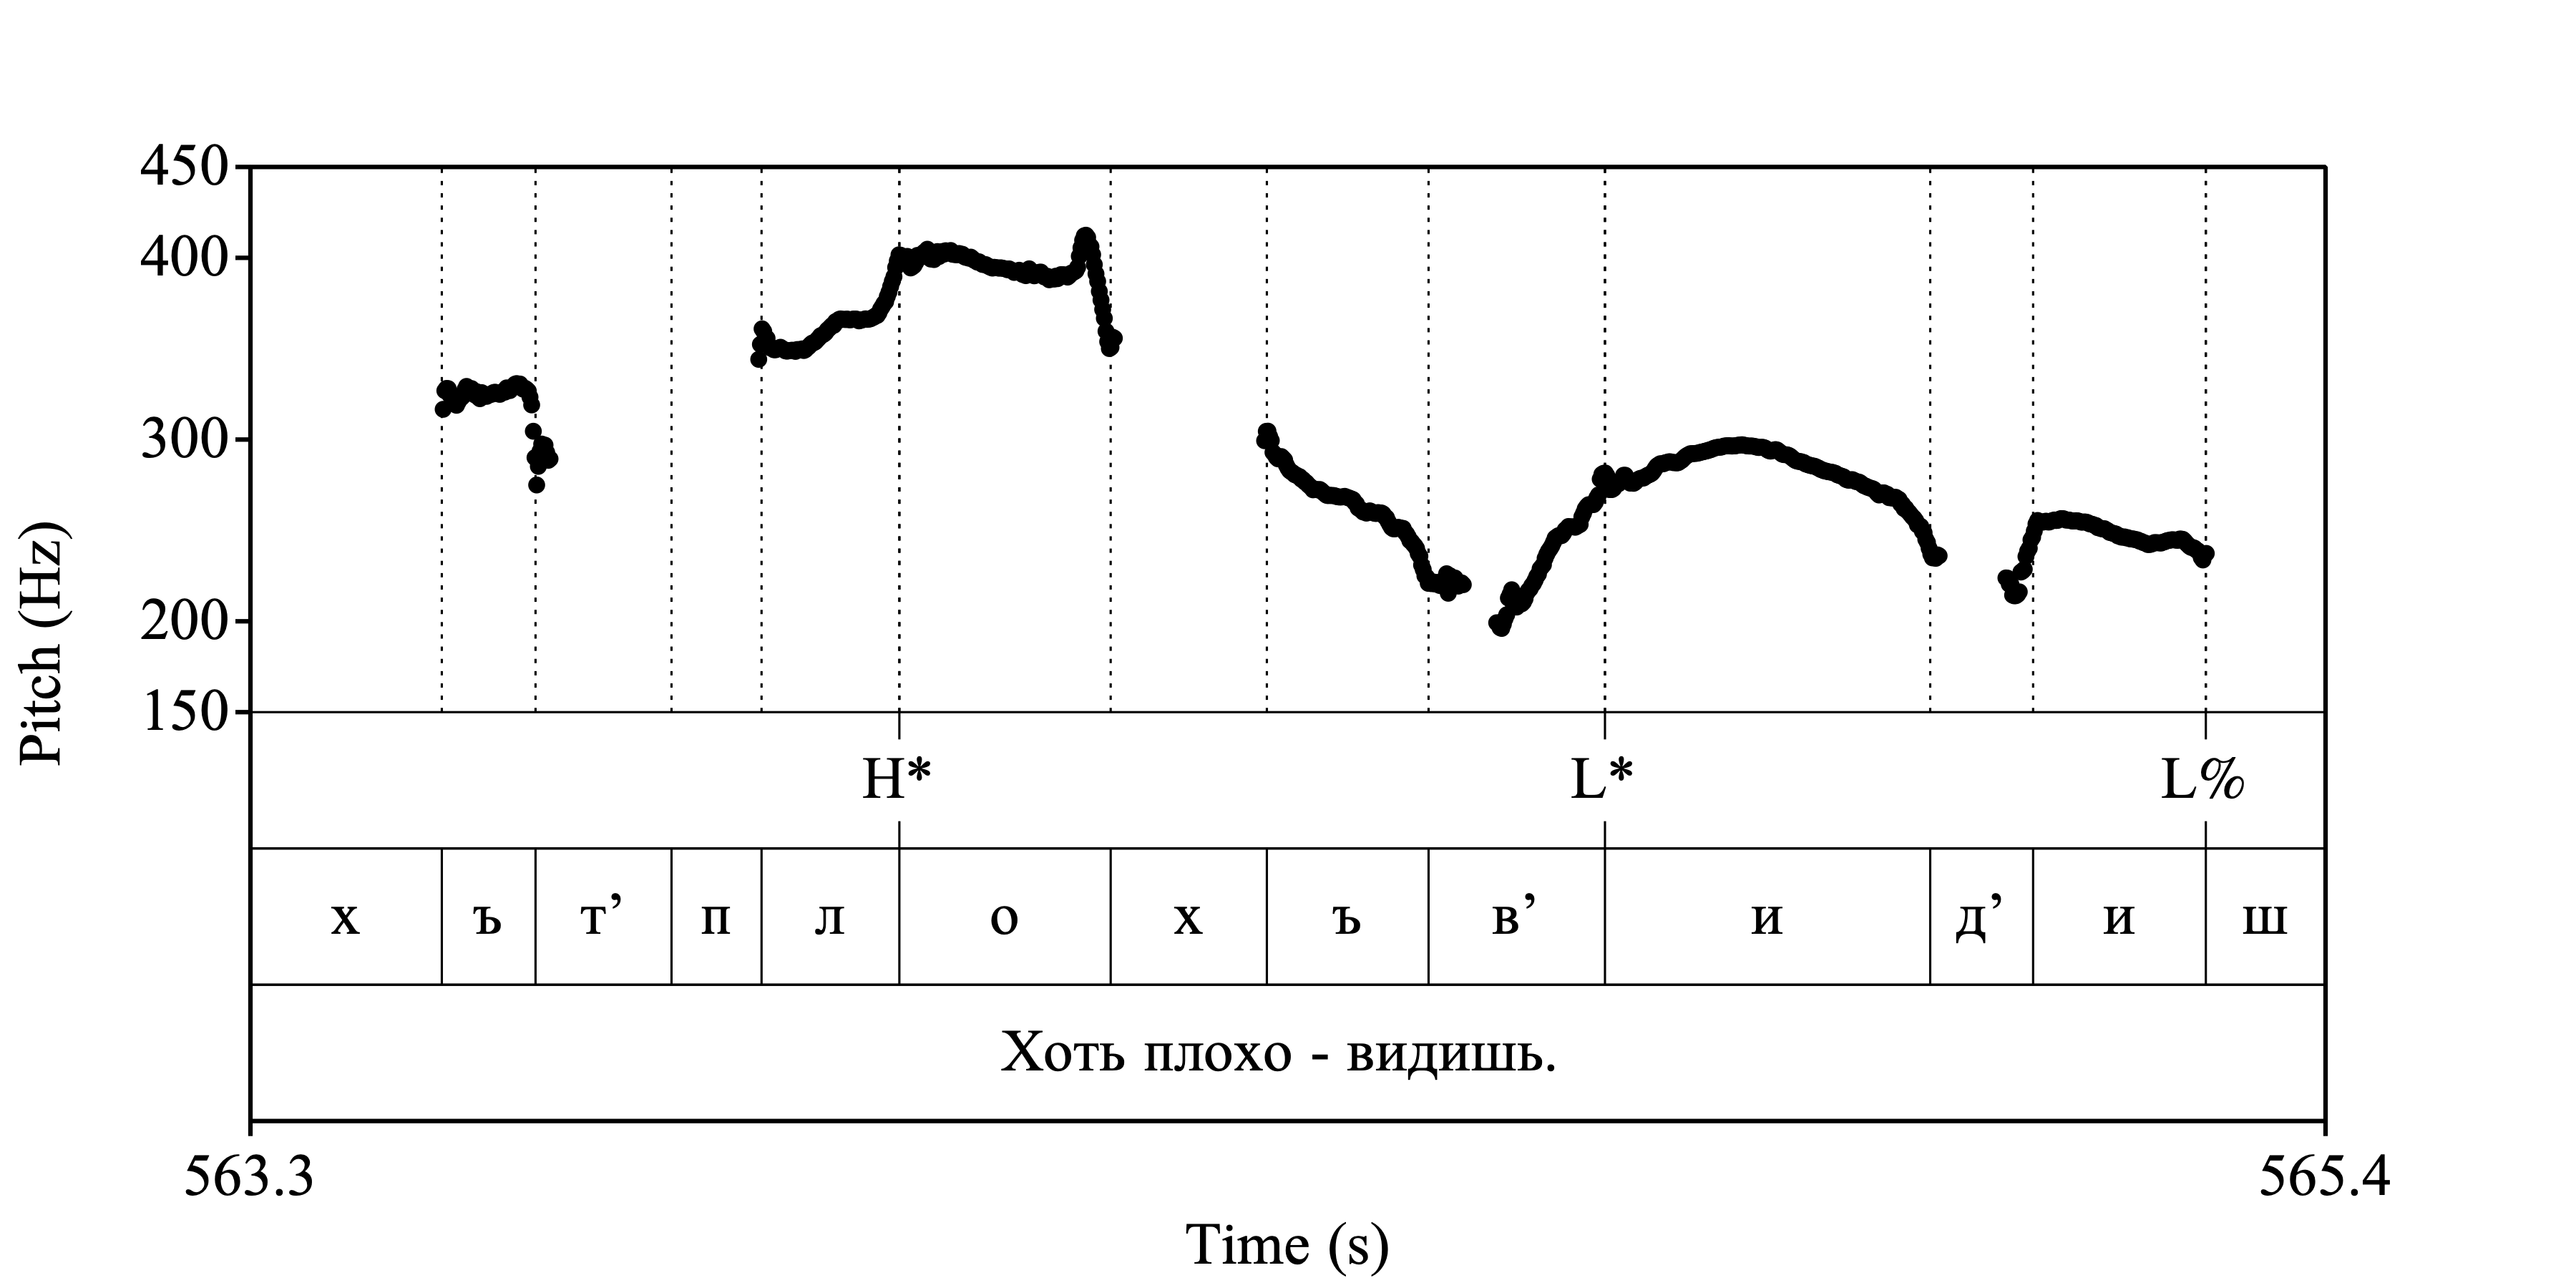 450
400
300
200
150
Pitch (Hz)
H* L* L%
х ъ т’ п л о х ъ в’ и д’ и ш
Хоть плохо - видишь.
563.3 565.4
Time (s)